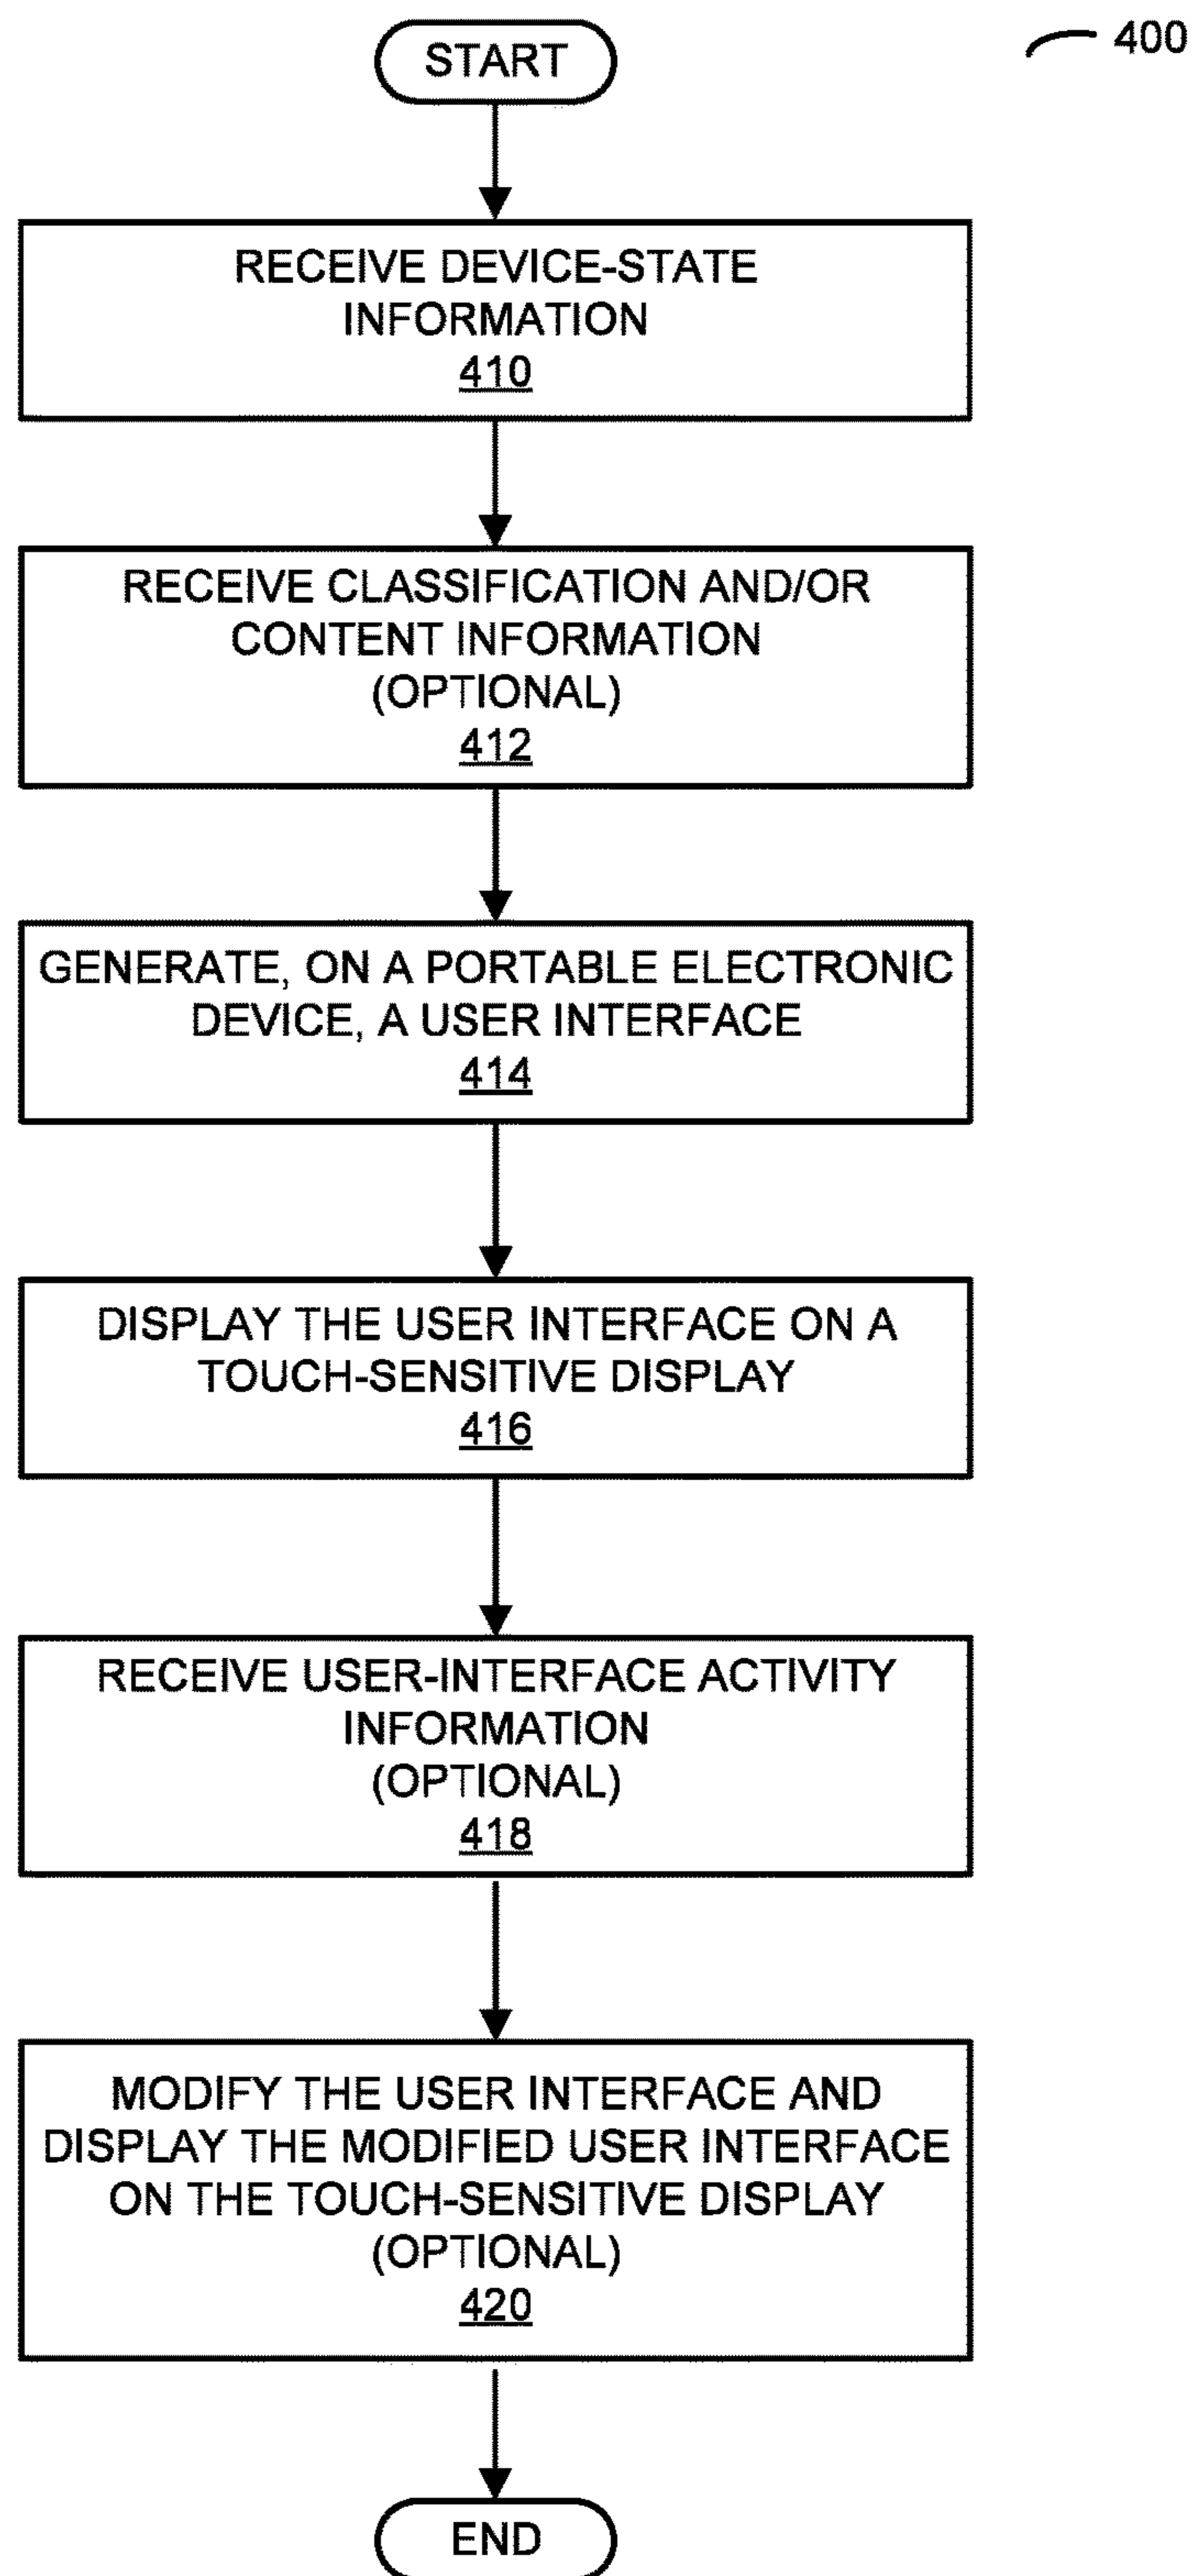 400
START
RECEIVE DEVICE-STATE
INFORMATION
410
RECEIVE CLASSIFICATION AND/OR
CONTENT INFORMATION
(OPTIONAL)
412
GENERATE, ON A PORTABLE ELECTRONIC
DEVICE, A USER INTERFACE
414
DISPLAY THE USER INTERFACE ON A
TOUCH-SENSITIVE DISPLAY
416
RECEIVE USER-INTERFACE ACTIVITY
INFORMATION
(OPTIONAL)
418
MODIFY THE USER INTERFACE AND
DISPLAY THE MODIFIED USER INTERFACE
ON THE TOUCH-SENSITIVE DISPLAY
(OPTIONAL)
420
END